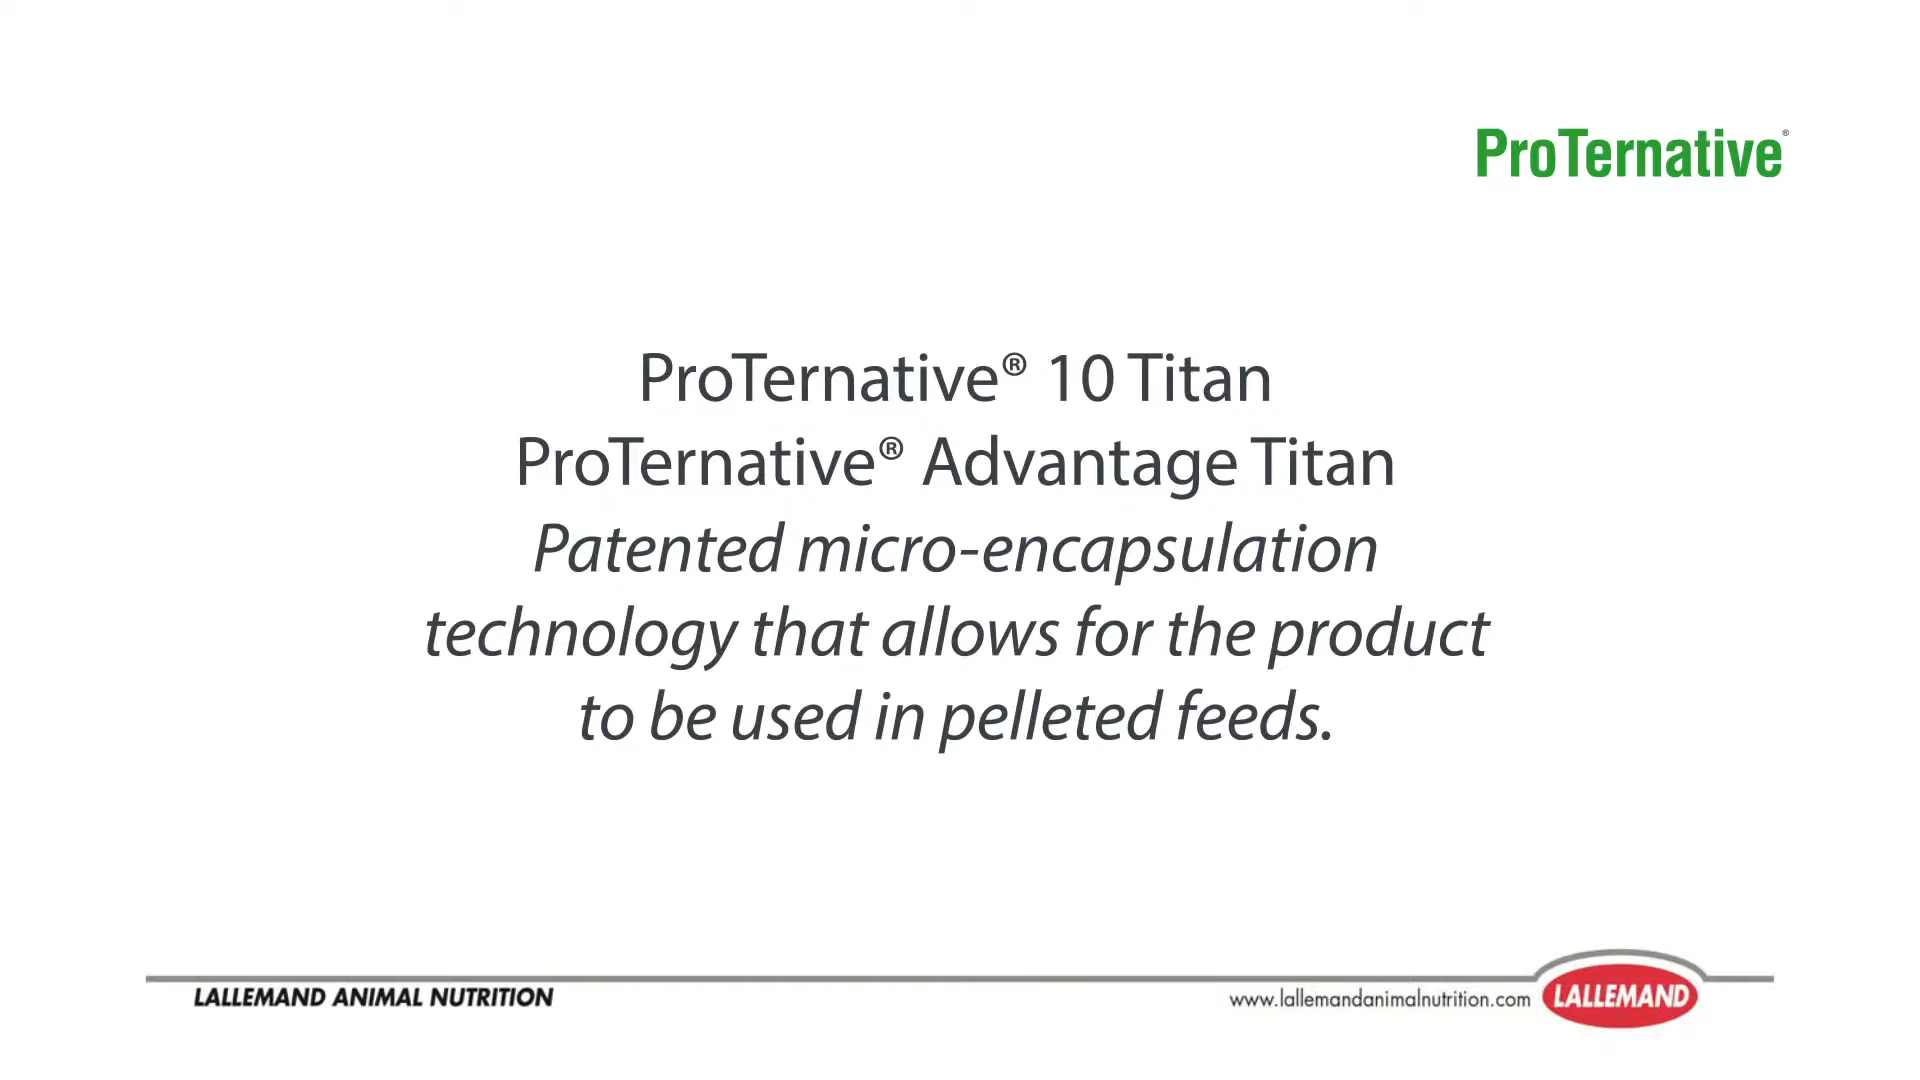 ProTernative®
ProTernative® 10 Titan
ProTernative® Advantage Titan
Patented micro-encapsulation
technology that allows for the product
to be used in pelleted feeds.
LALLEMAND ANIMAL NUTRITION
www.lallemandanimalnutrition.com
LALLEMAND